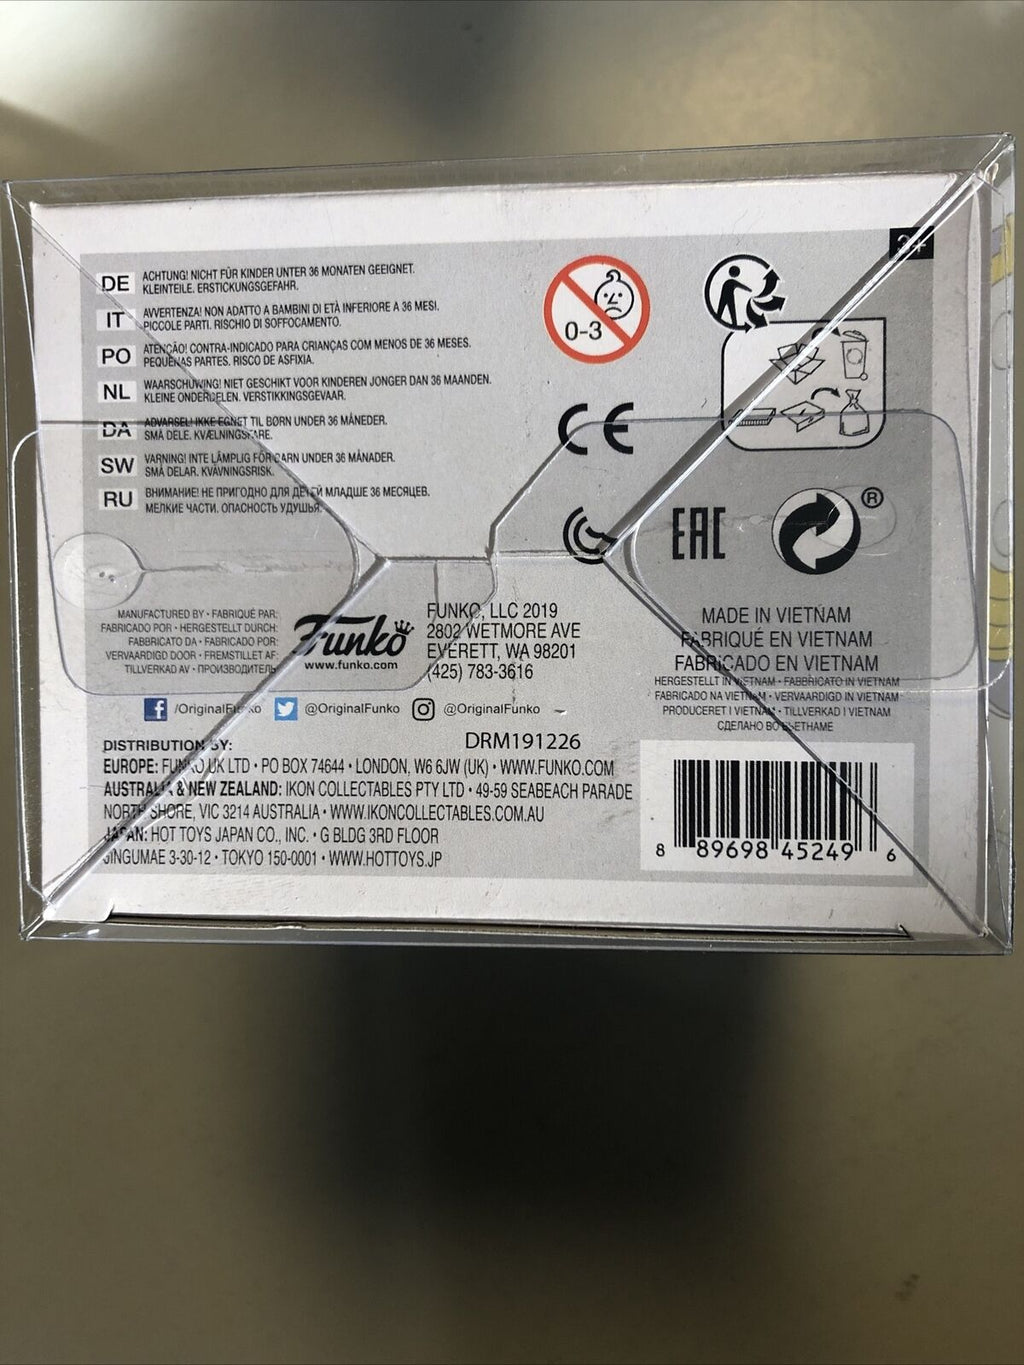 3+
DE ACHTUNG! NICHT FÜR KINDER UNTER 36 MONATEN GEEIGNET.
KLEINTEILE. ERSTICKUNGSGEFAHR.
IT AVVERTENZA! NON ADATTO A BAMBINI DI ETÀ INFERIORE A 36 MESI.
PICCOLE PARTI. RISCHIO DI SOFFOCAMENTO.
PO ATENÇÃO! CONTRA-INDICADO PARA CRIANÇAS COM MENOS DE 36 MESES.
PEQUENAS PARTES. RISCO DE ASFIXIA.
NL WAARSCHUWING! NIET GESCHIKT VOOR KINDEREN JONGER DAN 36 MAANDEN.
KLEINE ONDERDELEN. VERSTIKKINGSGEVAAR.
DA ADVARSEL! IKKE EGNET TIL BØRN UNDER 36 MÅNEDER.
SMÅ DELE. KVÆLNINGSFARE.
SW VARNING! INTE LÄMPLIG FÖR BARN UNDER 36 MÅNADER.
SMÅ DELAR. KVÄVNINGSRISK.
RU ВНИМАНИЕ! НЕ ПРИГОДНО ДЛЯ ДЕТЕЙ МЛАДШЕ 36 МЕСЯЦЕВ.
МЕЛКИЕ ЧАСТИ. ОПАСНОСТЬ УДУШЬЯ.
0-3
CE
EAC
®
MANUFACTURED BY • FABRIQUÉ PAR:
FABRICADO POR • HERGESTELLT DURCH:
FABBRICATO DA • FABRICADO POR:
VERVAARDIGD DOOR • FREMSTILLET AF:
TILLVERKAD AV • ПРОИЗВОДИТЕЛЬ
Funko
www.funko.com
FUNKO, LLC 2019
2802 WETMORE AVE
EVERETT, WA 98201
(425) 783-3616
MADE IN VIETNAM
FABRIQUÉ EN VIETNAM
FABRICADO EN VIETNAM
HERGESTELLT IN VIETNAM • FABBRICATO IN VIETNAM
FABRICADO NA VIETNAM • VERVAARDIGD IN VIETNAM
PRODUCERET I VIETNAM • TILLVERKAD I VIETNAM
СДЕЛАНО ВО ВЬЕТНАМЕ
/OriginalFunko @OriginalFunko @OriginalFunko
DRM191226
DISTRIBUTION BY:
EUROPE: FUNKO UK LTD • PO BOX 74644 • LONDON, W6 6JW (UK) • WWW.FUNKO.COM
AUSTRALIA & NEW ZEALAND: IKON COLLECTABLES PTY LTD • 49-59 SEABEACH PARADE
NORTH SHORE, VIC 3214 AUSTRALIA • WWW.IKONCOLLECTABLES.COM.AU
JAPAN: HOT TOYS JAPAN CO., INC. • G BLDG 3RD FLOOR
JINGUMAE 3-30-12 • TOKYO 150-0001 • WWW.HOTTOYS.JP
8 89698 45249 6